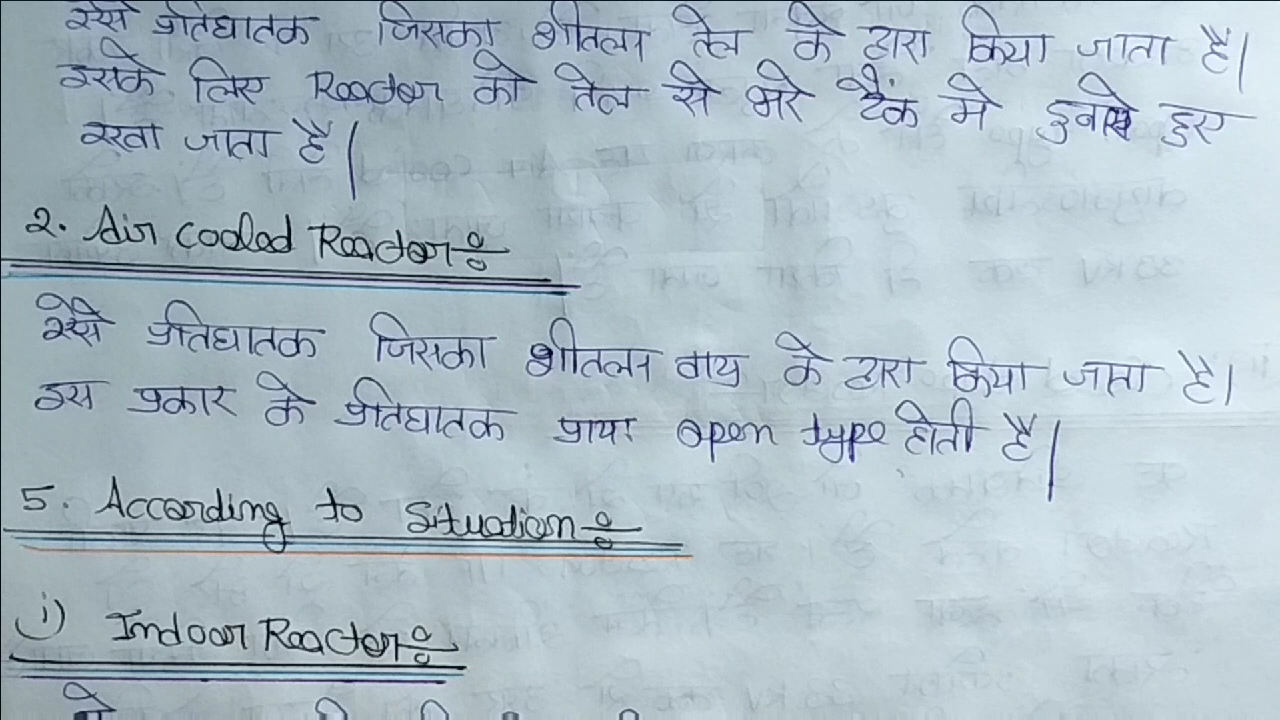 ऐसे प्रतिघातक जिसका शीतलन तेल के द्वारा किया जाता है।
इसके लिए Reactor को तेल से भरे टैंक मे डुबाये हुए
रखा जाता है।
2. Air cooled Reactor÷
ऐसे प्रतिघातक जिसका शीतलन वायु के द्वारा किया जाता है।
इस प्रकार के प्रतिघातक प्रायः open type होती है।
5. According to Situation÷
i) Indoor Reactor÷